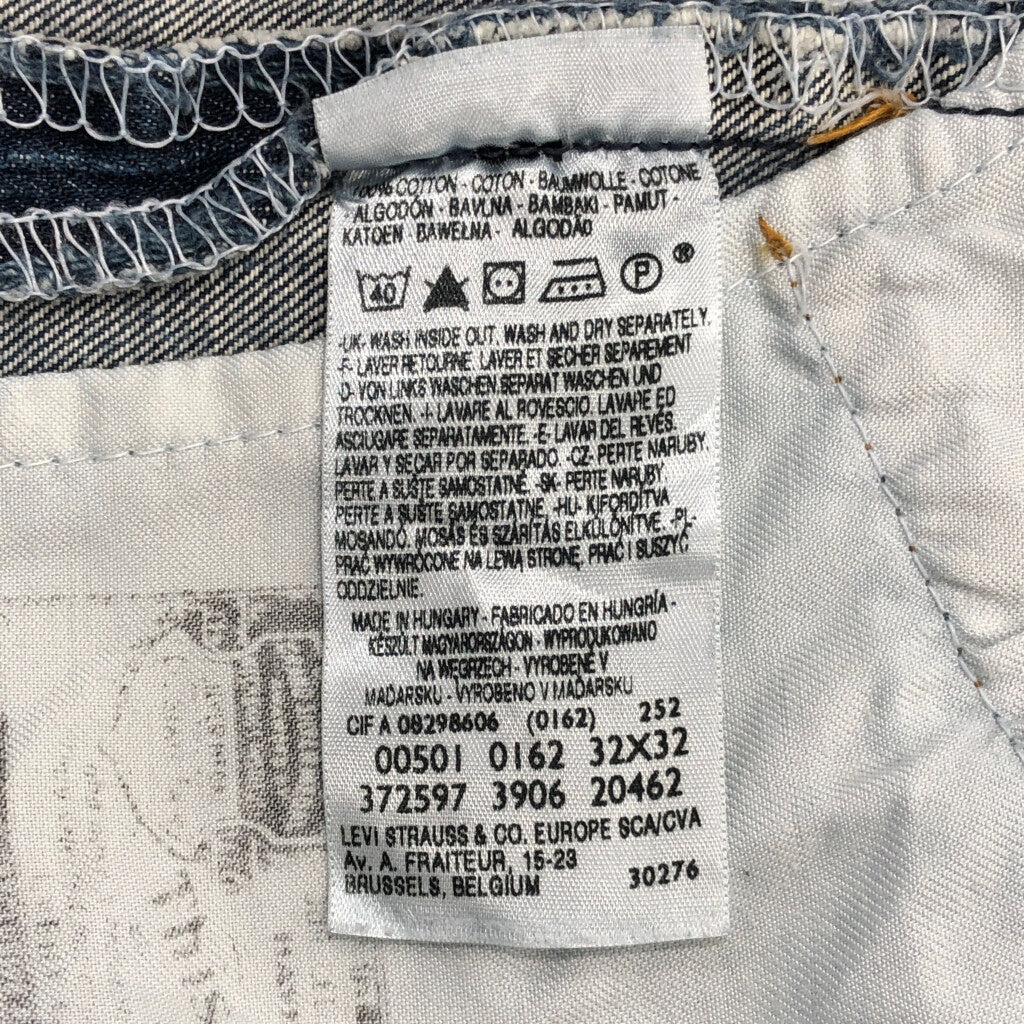 100% COTTON - COTON - BAUMWOLLE - COTONE
ALGODÓN - BAVLNA - BAMBAKI - PAMUT -
KATOEN BAWEŁNA - ALGODÃO
40 P ®
-UK- WASH INSIDE OUT. WASH AND DRY SEPARATELY.
-F- LAVER RETOURNE. LAVER ET SECHER SEPAREMENT
-D- VON LINKS WASCHEN SEPARAT WASCHEN UND
TROCKNEN. -I- LAVARE AL ROVESCIO. LAVARE ED
ASCIUGARE SEPARATAMENTE. -E- LAVAR DEL REVÉS.
LAVAR Y SECAR POR SEPARADO. -CZ- PERTE NARUBY.
PERTE A SUŠTE SAMOSTATNĚ. -SK- PERTE NARUBY
PERTE A SUŠTE SAMOSTATNE. -HU- KIFORDÍTVA
MOSANDÓ. MOSÁS ÉS SZÁRÍTÁS ELKÜLÖNÍTVE. -PL-
PRAĆ WYWRÓCONE NA LEWĄ STRONĘ, PRAĆ I SUSZYĆ
ODDZIELNIE.
MADE IN HUNGARY - FABRICADO EN HUNGRÍA -
KÉSZÜLT MAGYARORSZÁGON - WYPRODUKOWANO
NA WĘGRZECH - VYROBENÉ V
MAĎARSKU - VYROBENO V MAĎARSKU
CIF A 08298606 (0162) 252
00501 0162 32X32
372597 3906 20462
LEVI STRAUSS & CO. EUROPE SCA/CVA
Av. A. FRAITEUR, 15-23
BRUSSELS, BELGIUM 30276